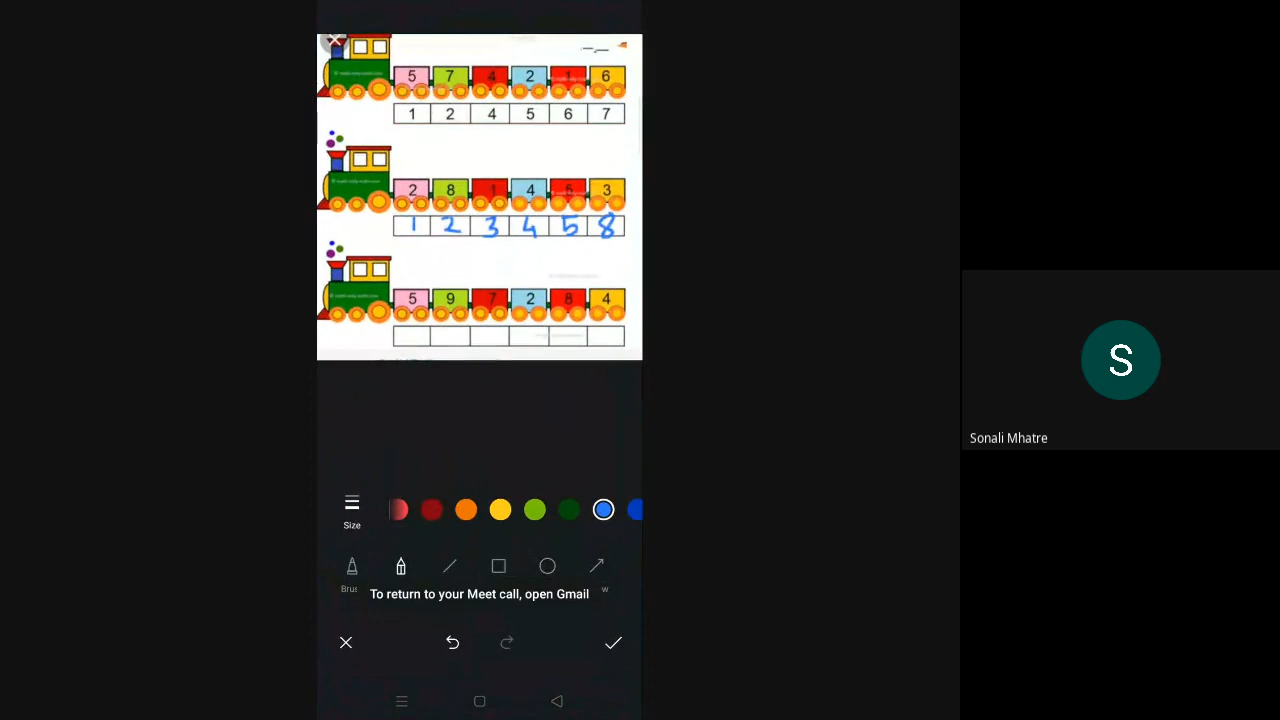 5 7 4 2 1 6
1 2 4 5 6 7
2 8 1 4 5 3
1 2 3 4 5 8
5 9 7 2 8 4
S
Sonali Mhatre
Size
Brus
w
To return to your Meet call, open Gmail